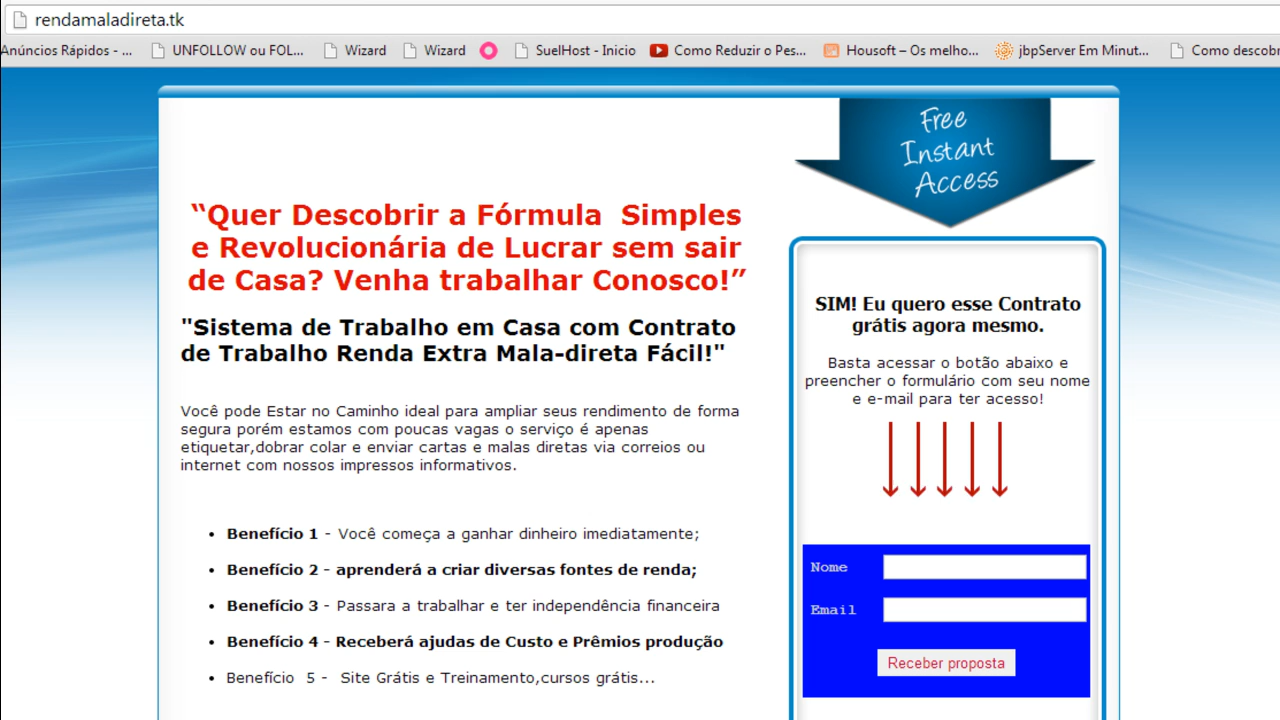 rendamaladireta.tk
Anúncios Rápidos - ... UNFOLLOW ou FOL... Wizard Wizard SuelHost - Inicio Como Reduzir o Pes... Housoft – Os melho... jbpServer Em Minut... Como descobr
Free
Instant
Access
“Quer Descobrir a Fórmula Simples
e Revolucionária de Lucrar sem sair
de Casa? Venha trabalhar Conosco!”
"Sistema de Trabalho em Casa com Contrato
de Trabalho Renda Extra Mala-direta Fácil!"
Você pode Estar no Caminho ideal para ampliar seus rendimento de forma
segura porém estamos com poucas vagas o serviço é apenas
etiquetar,dobrar colar e enviar cartas e malas diretas via correios ou
internet com nossos impressos informativos.
• Benefício 1 - Você começa a ganhar dinheiro imediatamente;
• Benefício 2 - aprenderá a criar diversas fontes de renda;
• Benefício 3 - Passara a trabalhar e ter independência financeira
• Benefício 4 - Receberá ajudas de Custo e Prêmios produção
• Benefício 5 - Site Grátis e Treinamento,cursos grátis...
SIM! Eu quero esse Contrato
grátis agora mesmo.
Basta acessar o botão abaixo e
preencher o formulário com seu nome
e e-mail para ter acesso!
Nome
Email
Receber proposta